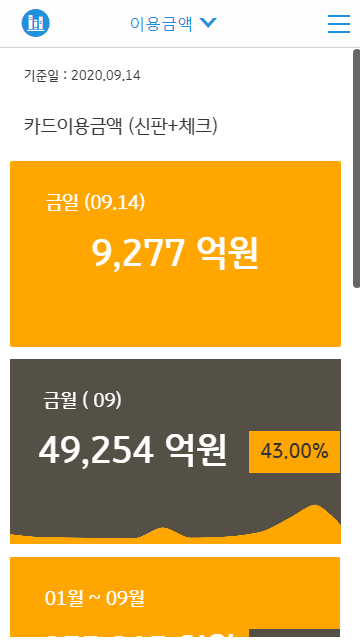 이용금액
기준일 : 2020.09.14
카드이용금액 (신판+체크)
금일 (09.14)
9,277 억원
금월 ( 09)
49,254 억원
43.00%
01월 ~ 09월